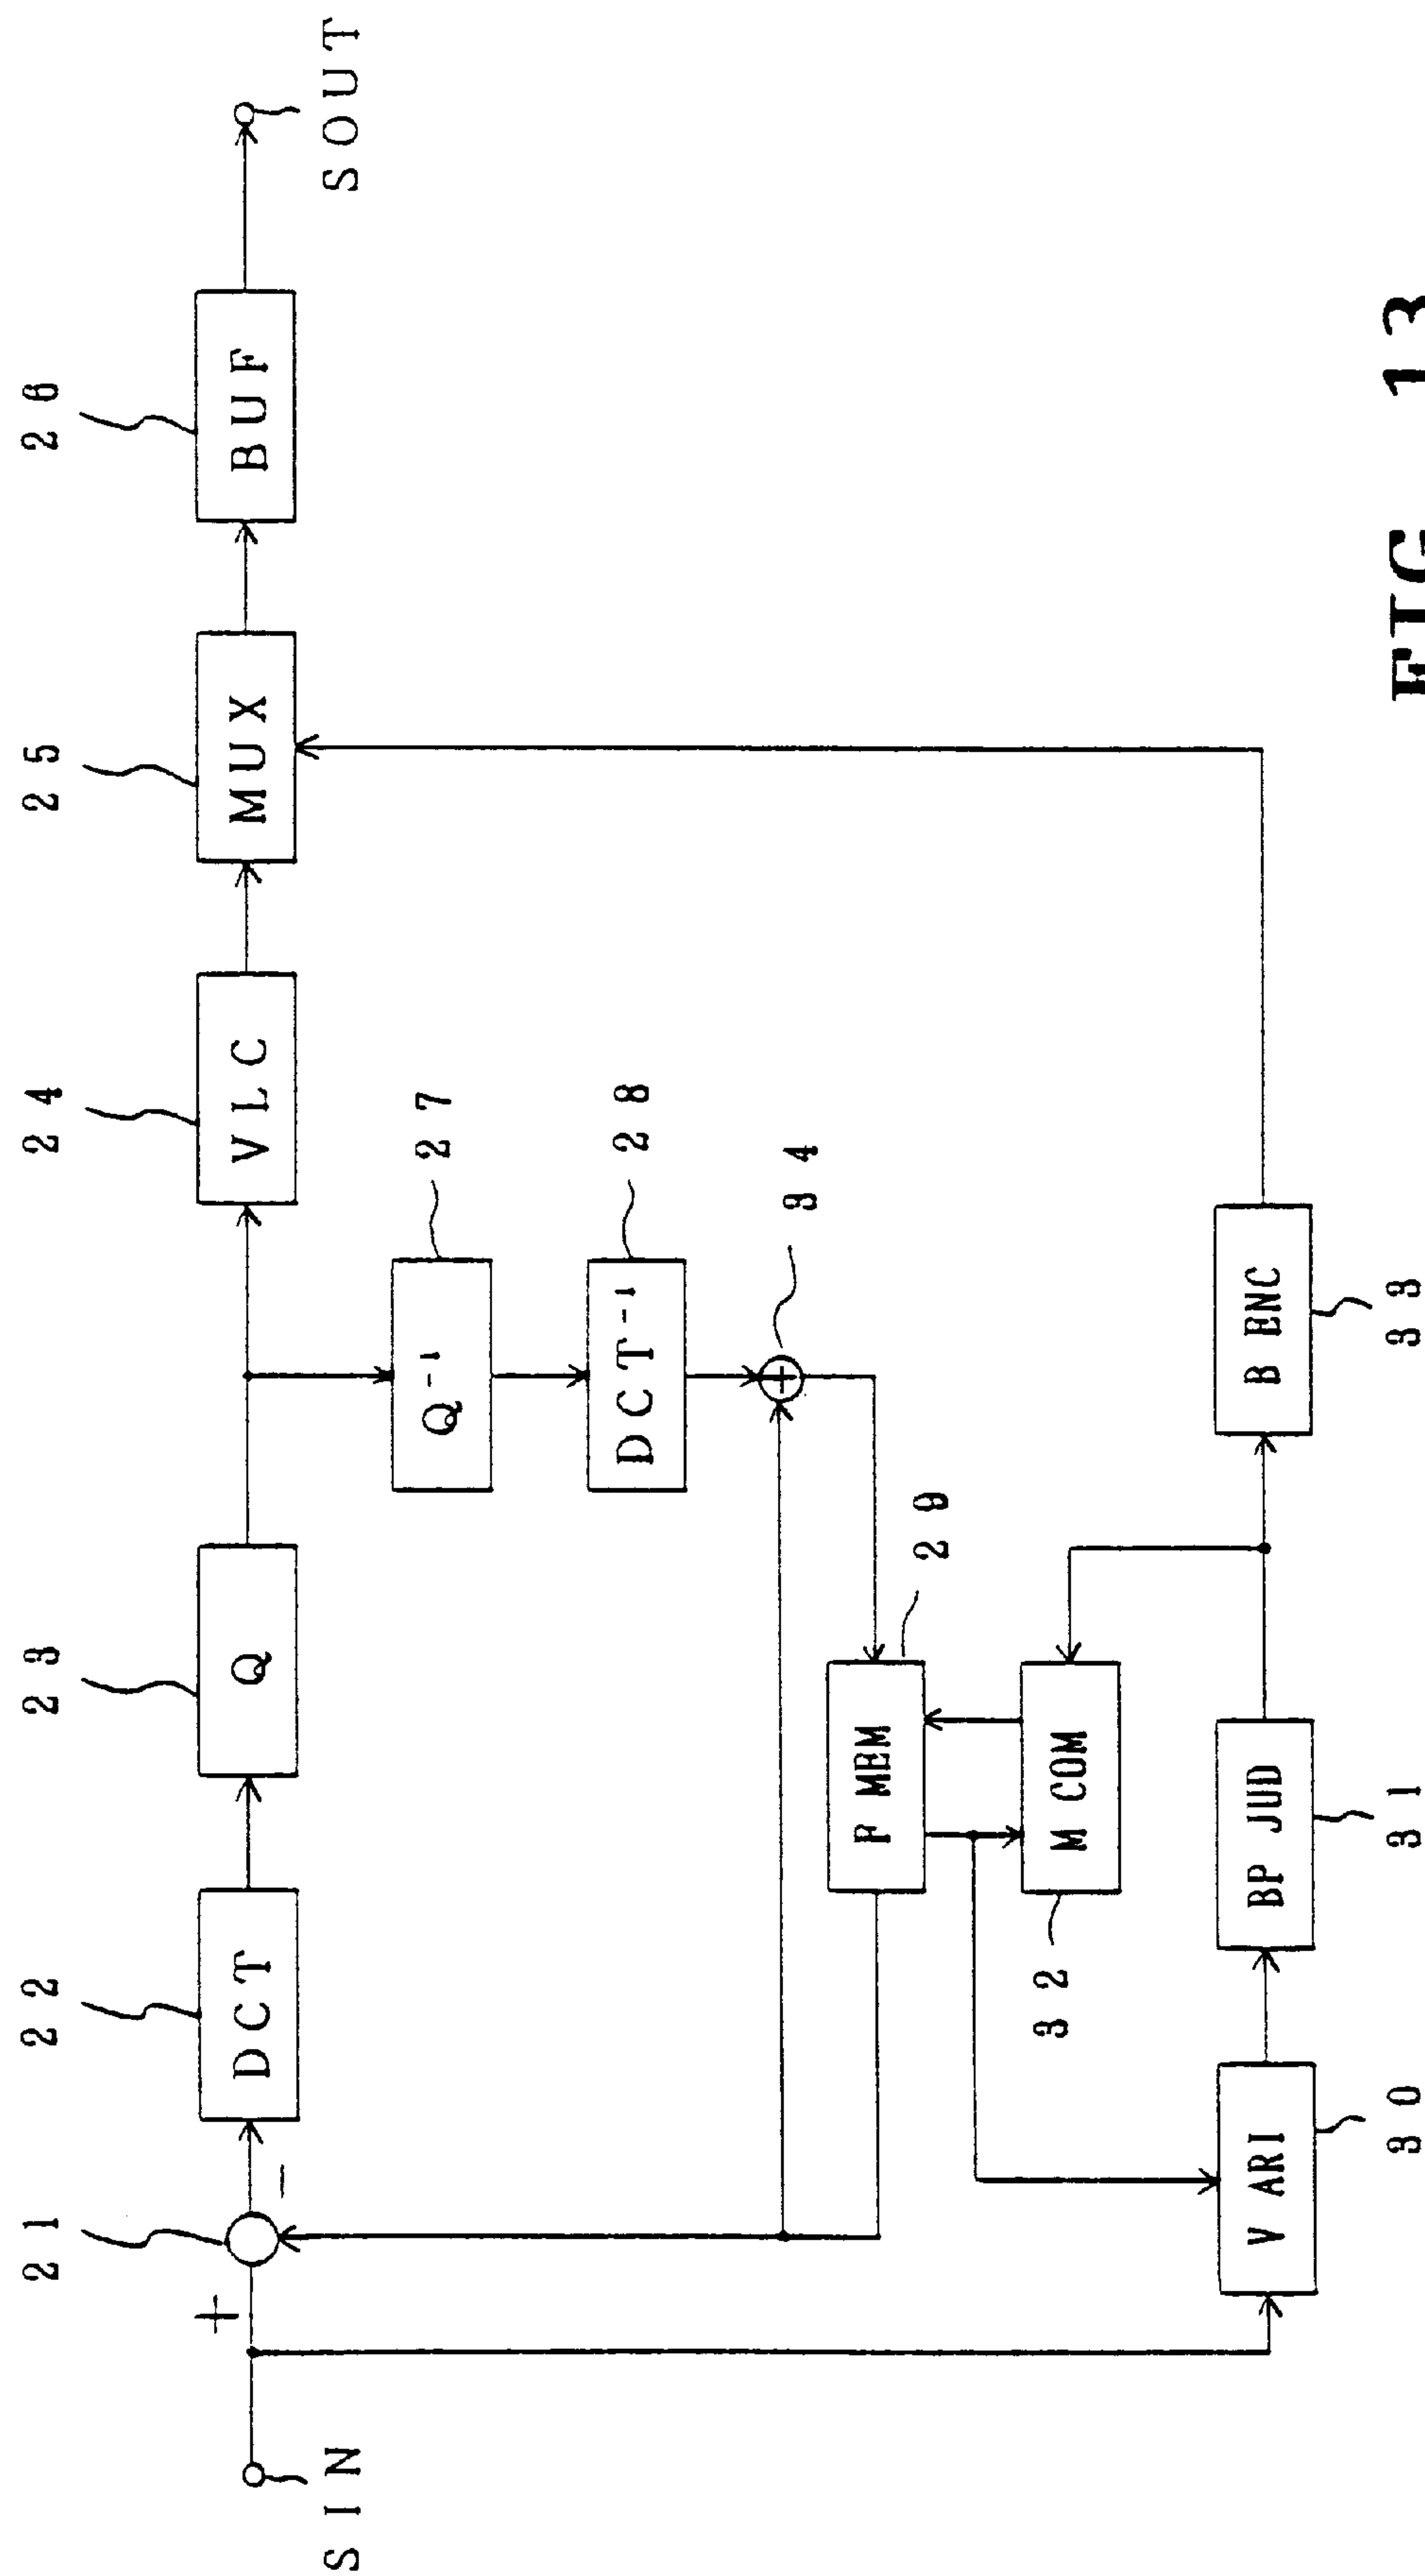 21
22
23
24
25
26
+
−
DCT
Q
VLC
MUX
BUF
SIN
SOUT
Q⁻¹
27
DCT⁻¹
28
+
34
F MEM
29
M COM
32
V ARI
BP JUD
B ENC
30
31
33
FIG 13